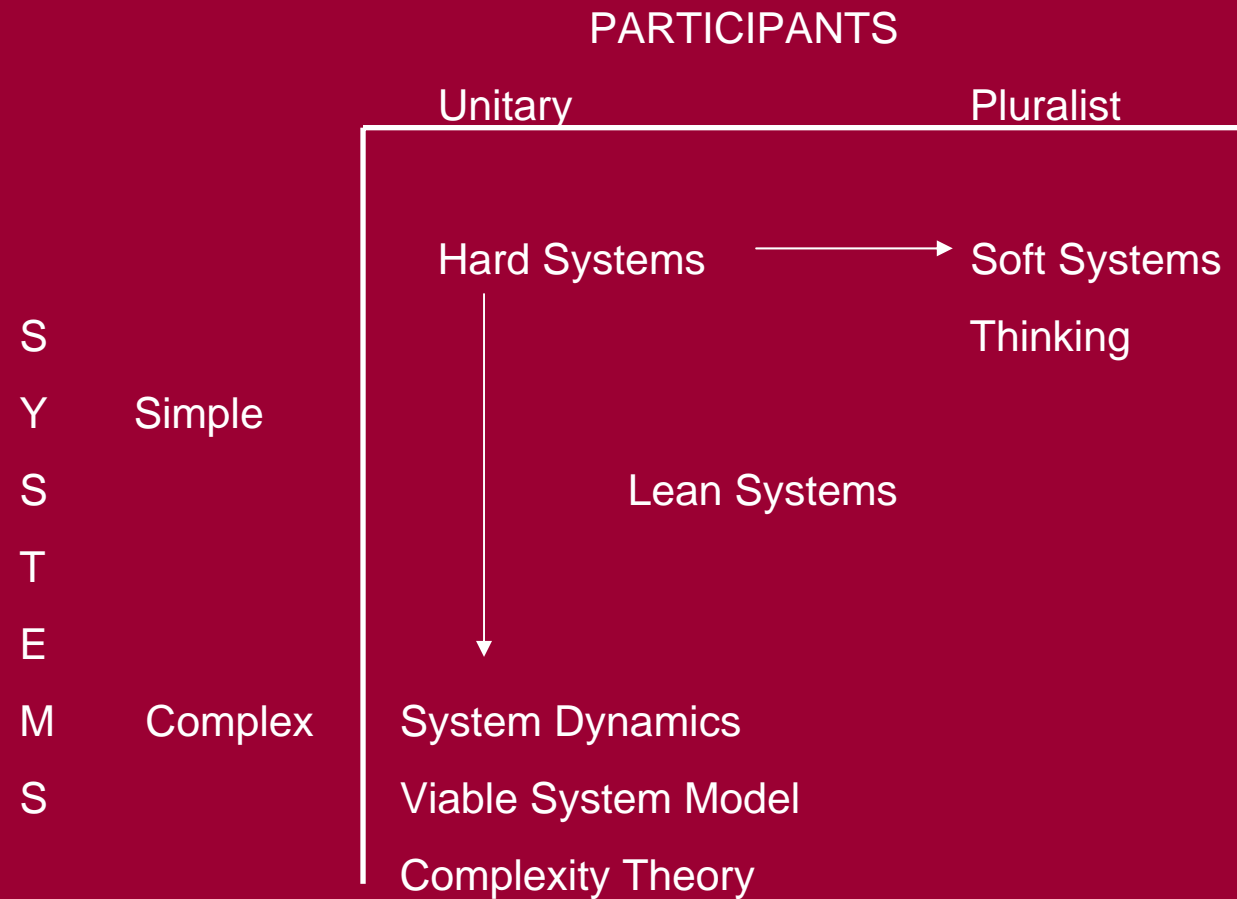 PARTICIPANTS
Unitary Pluralist
Hard Systems Soft Systems
S Thinking
Y Simple
S Lean Systems
T
E
M Complex System Dynamics
S Viable System Model
Complexity Theory